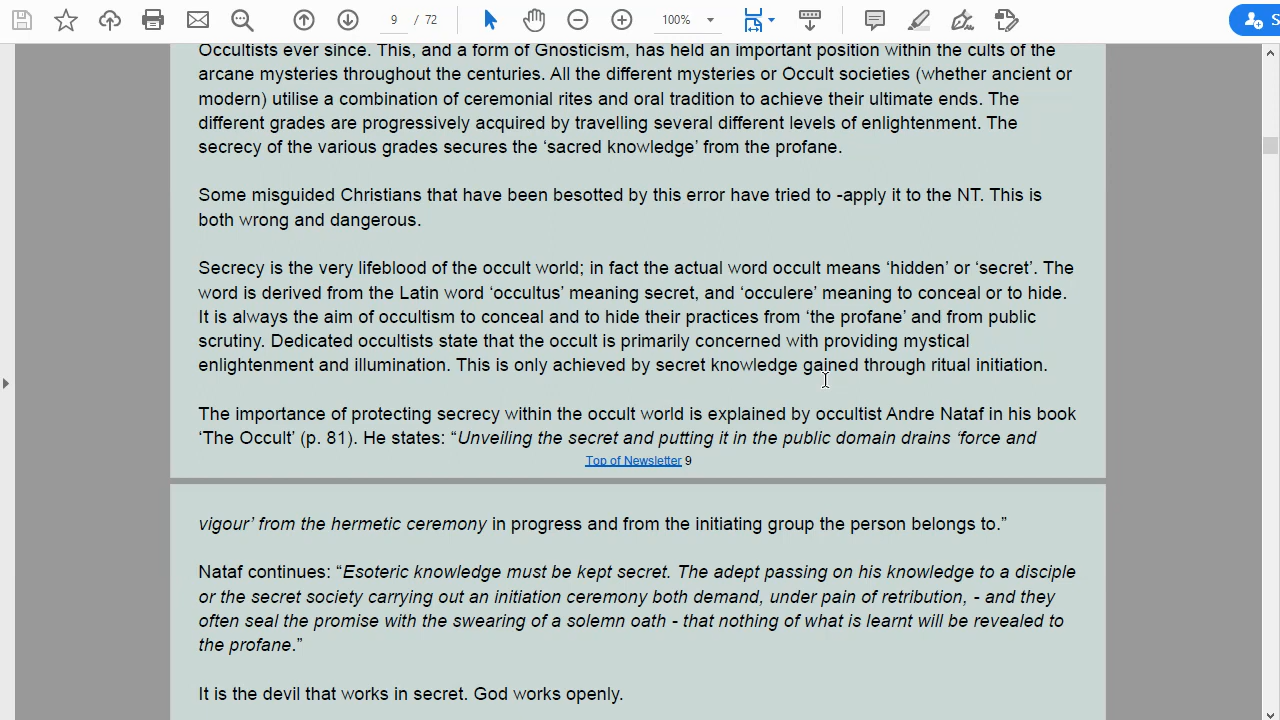 9 / 72
100%
S
Occultists ever since. This, and a form of Gnosticism, has held an important position within the cults of the
arcane mysteries throughout the centuries. All the different mysteries or Occult societies (whether ancient or
modern) utilise a combination of ceremonial rites and oral tradition to achieve their ultimate ends. The
different grades are progressively acquired by travelling several different levels of enlightenment. The
secrecy of the various grades secures the ‘sacred knowledge’ from the profane.
Some misguided Christians that have been besotted by this error have tried to -apply it to the NT. This is
both wrong and dangerous.
Secrecy is the very lifeblood of the occult world; in fact the actual word occult means ‘hidden’ or ‘secret’. The
word is derived from the Latin word ‘occultus’ meaning secret, and ‘occulere’ meaning to conceal or to hide.
It is always the aim of occultism to conceal and to hide their practices from ‘the profane’ and from public
scrutiny. Dedicated occultists state that the occult is primarily concerned with providing mystical
enlightenment and illumination. This is only achieved by secret knowledge gained through ritual initiation.
The importance of protecting secrecy within the occult world is explained by occultist Andre Nataf in his book
‘The Occult’ (p. 81). He states: “Unveiling the secret and putting it in the public domain drains ‘force and
Top of Newsletter 9
vigour’ from the hermetic ceremony in progress and from the initiating group the person belongs to.”
Nataf continues: “Esoteric knowledge must be kept secret. The adept passing on his knowledge to a disciple
or the secret society carrying out an initiation ceremony both demand, under pain of retribution, - and they
often seal the promise with the swearing of a solemn oath - that nothing of what is learnt will be revealed to
the profane.”
It is the devil that works in secret. God works openly.